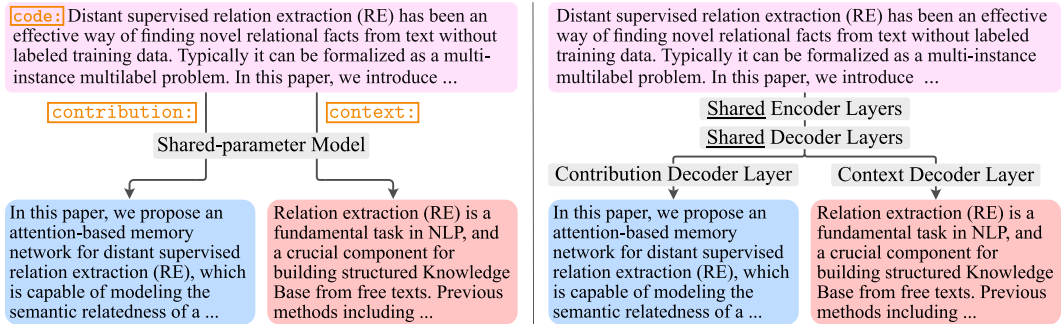 code: Distant supervised relation extraction (RE) has been an
effective way of finding novel relational facts from text without
labeled training data. Typically it can be formalized as a multi-
instance multilabel problem. In this paper, we introduce ...
contribution:
context:
Shared-parameter Model
In this paper, we propose an
attention-based memory
network for distant supervised
relation extraction (RE), which
is capable of modeling the
semantic relatedness of a ...
Relation extraction (RE) is a
fundamental task in NLP, and
a crucial component for
building structured Knowledge
Base from free texts. Previous
methods including ...
Distant supervised relation extraction (RE) has been an effective
way of finding novel relational facts from text without labeled
training data. Typically it can be formalized as a multi-instance
multilabel problem. In this paper, we introduce ...
Shared Encoder Layers
Shared Decoder Layers
Contribution Decoder Layer
Context Decoder Layer
In this paper, we propose an
attention-based memory
network for distant supervised
relation extraction (RE), which
is capable of modeling the
semantic relatedness of a ...
Relation extraction (RE) is a
fundamental task in NLP, and
a crucial component for
building structured Knowledge
Base from free texts. Previous
methods including ...